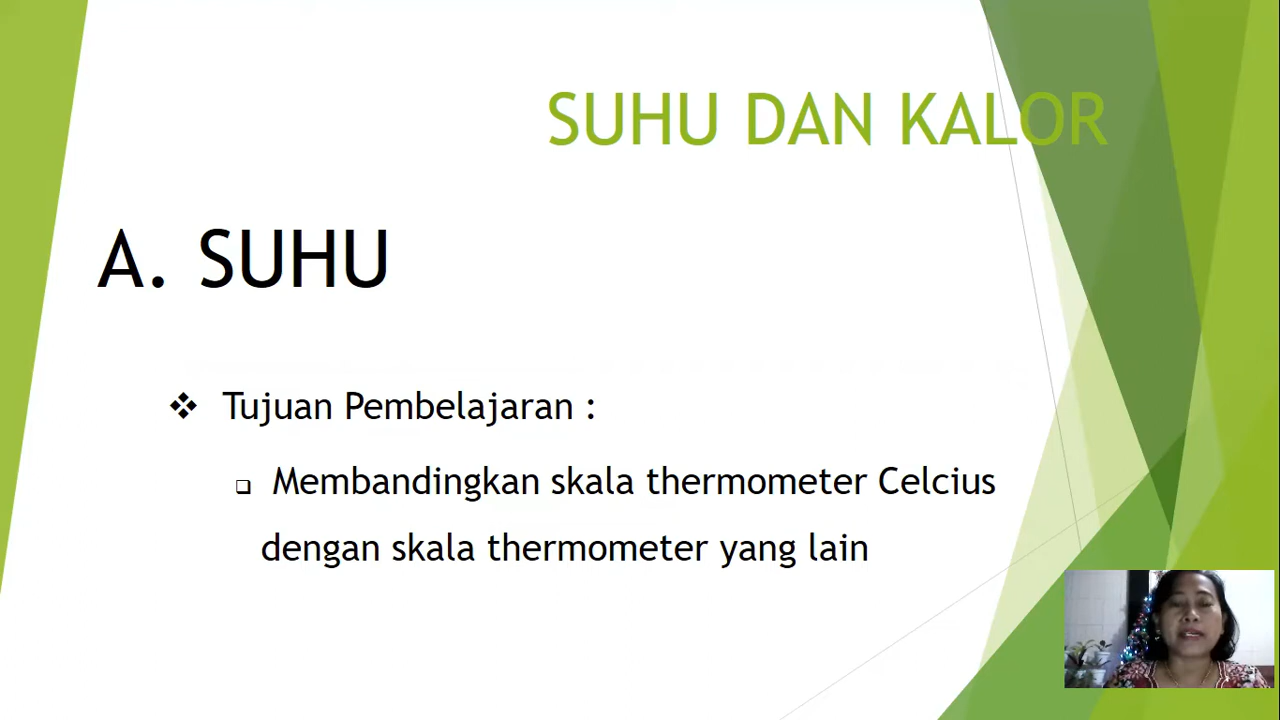 SUHU DAN KALOR
A. SUHU
❖ Tujuan Pembelajaran :
❑ Membandingkan skala thermometer Celcius
dengan skala thermometer yang lain